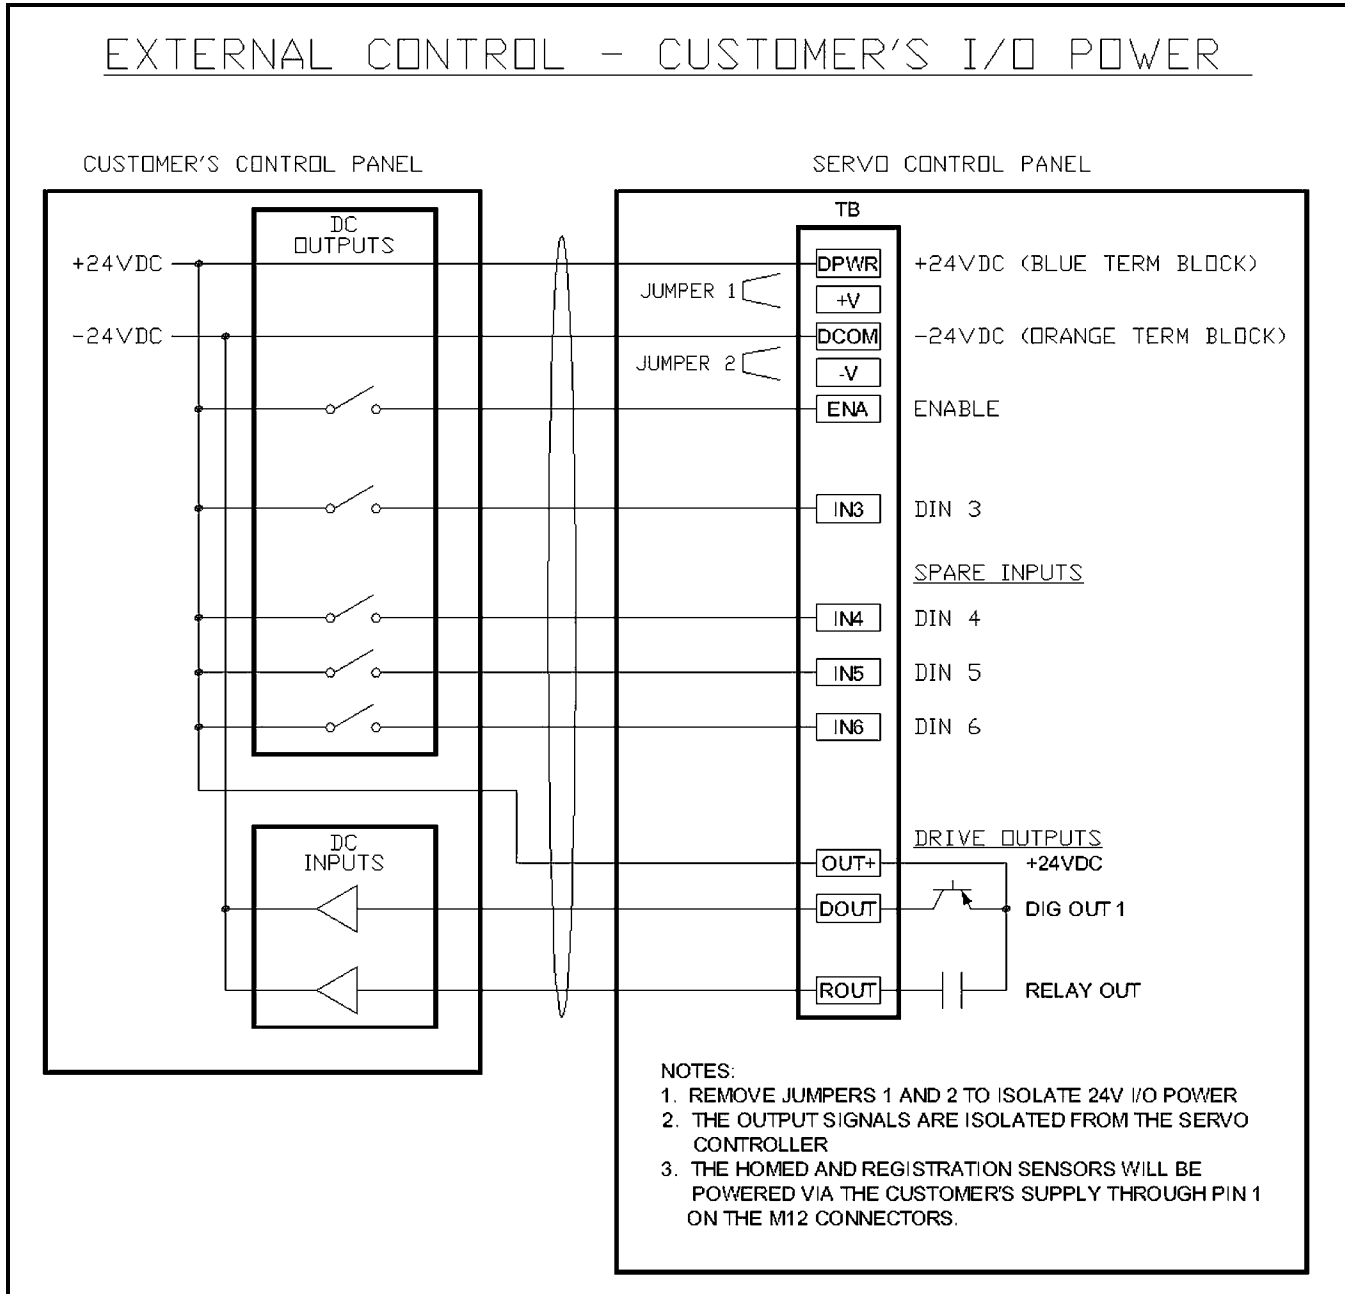 EXTERNAL CONTROL - CUSTOMER'S I/O POWER
CUSTOMER'S CONTROL PANEL
SERVO CONTROL PANEL
DC
OUTPUTS
TB
+24VDC
DPWR
+24VDC (BLUE TERM BLOCK)
JUMPER 1
+V
-24VDC
DCOM
-24VDC (ORANGE TERM BLOCK)
JUMPER 2
-V
ENA
ENABLE
IN3
DIN 3
SPARE INPUTS
IN4
DIN 4
IN5
DIN 5
IN6
DIN 6
DC
INPUTS
DRIVE OUTPUTS
OUT+
+24VDC
DOUT
DIG OUT 1
ROUT
RELAY OUT
NOTES:
1. REMOVE JUMPERS 1 AND 2 TO ISOLATE 24V I/O POWER
2. THE OUTPUT SIGNALS ARE ISOLATED FROM THE SERVO
CONTROLLER
3. THE HOMED AND REGISTRATION SENSORS WILL BE
POWERED VIA THE CUSTOMER'S SUPPLY THROUGH PIN 1
ON THE M12 CONNECTORS.